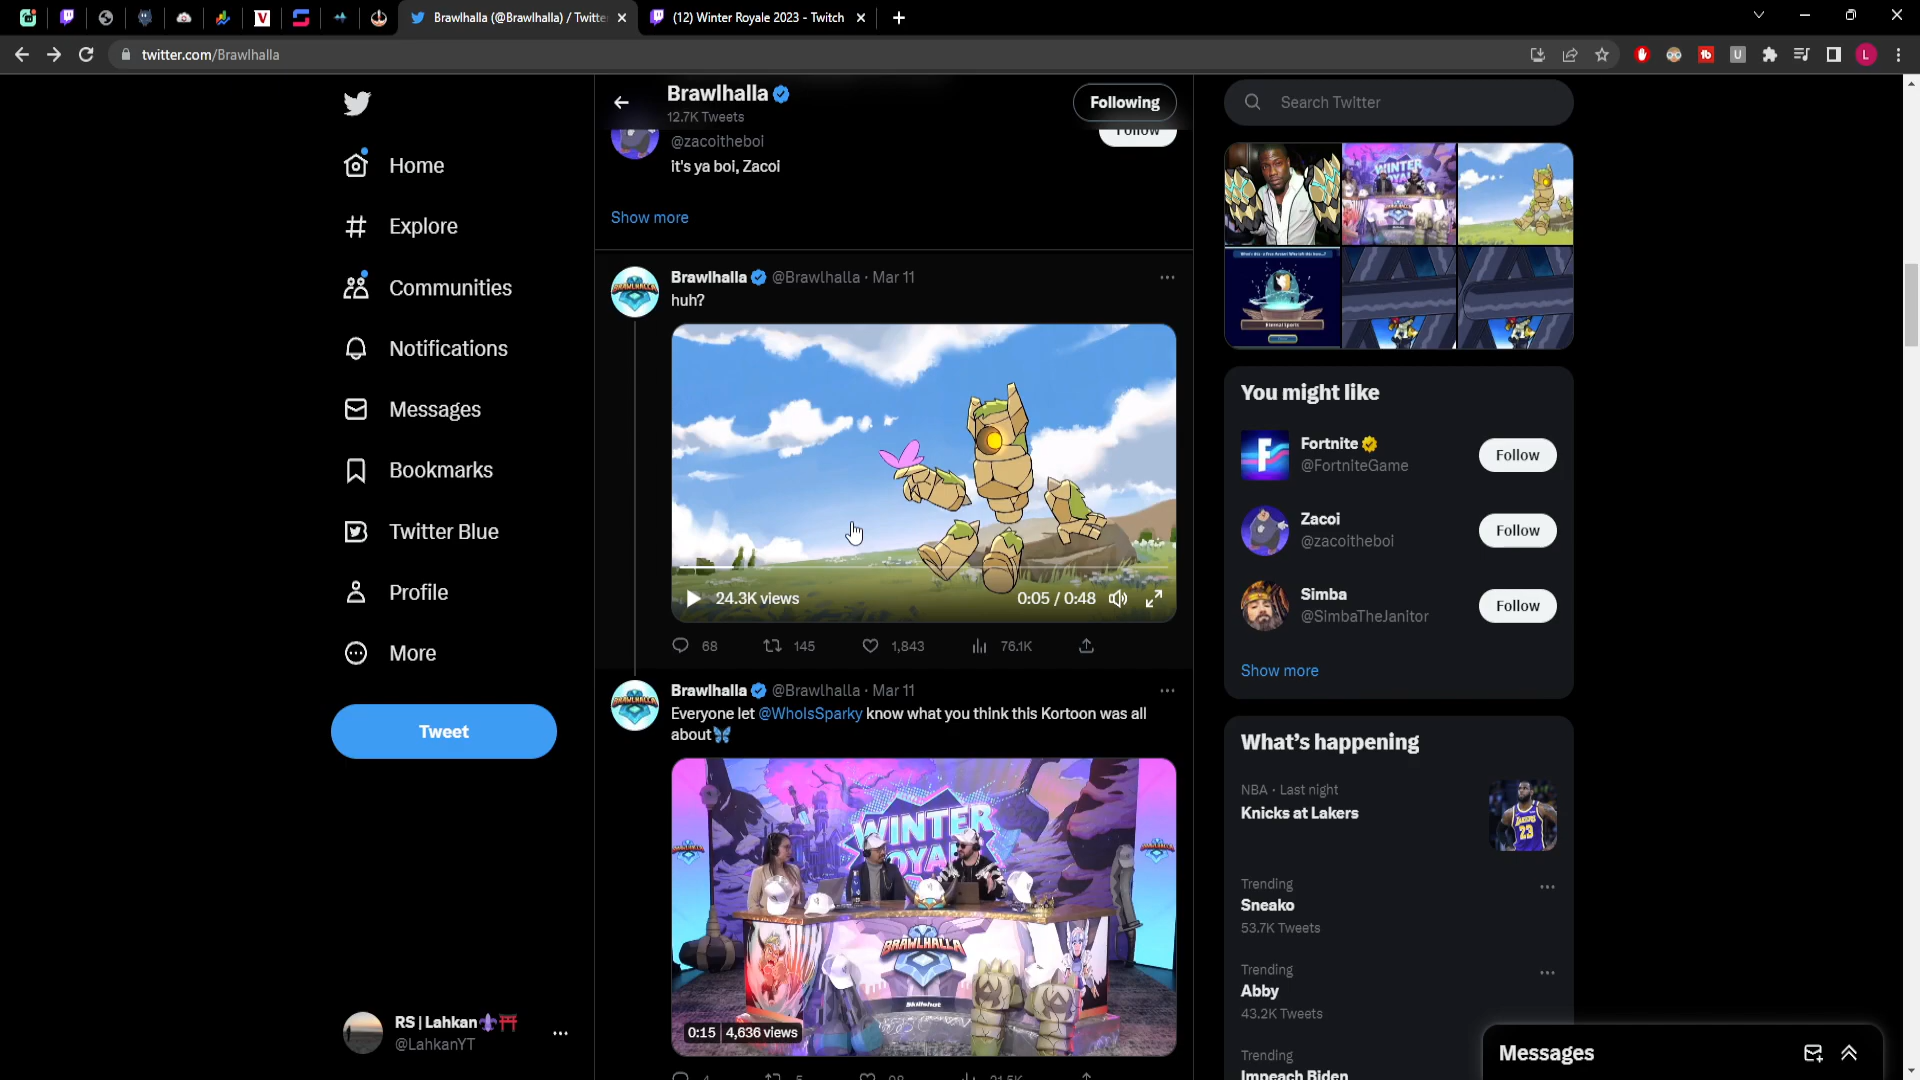 Brawlhalla (@Brawlhalla) / Twitte
(12) Winter Royale 2023 - Twitch
twitter.com/Brawlhalla
Home
Explore
Communities
Notifications
Messages
Bookmarks
Twitter Blue
Profile
More
Tweet
RS | Lahkan
@LahkanYT
Brawlhalla
12.7K Tweets
Following
@zacoitheboi
Follow
it's ya boi, Zacoi
Show more
Brawlhalla @Brawlhalla · Mar 11
huh?
24.3K views
0:05 / 0:48
68 145 1,843 76.1K
Brawlhalla @Brawlhalla · Mar 11
Everyone let @WhoIsSparky know what you think this Kortoon was all
about
WINTER
ROYALE
BRAWLHALLA
Skillshot
0:15 4,636 views
Search Twitter
You might like
Fortnite
@FortniteGame
Follow
Zacoi
@zacoitheboi
Follow
Simba
@SimbaTheJanitor
Follow
Show more
What's happening
NBA · Last night
Knicks at Lakers
Trending
Sneako
53.7K Tweets
Trending
Abby
43.2K Tweets
Trending
Impeach Biden
Messages